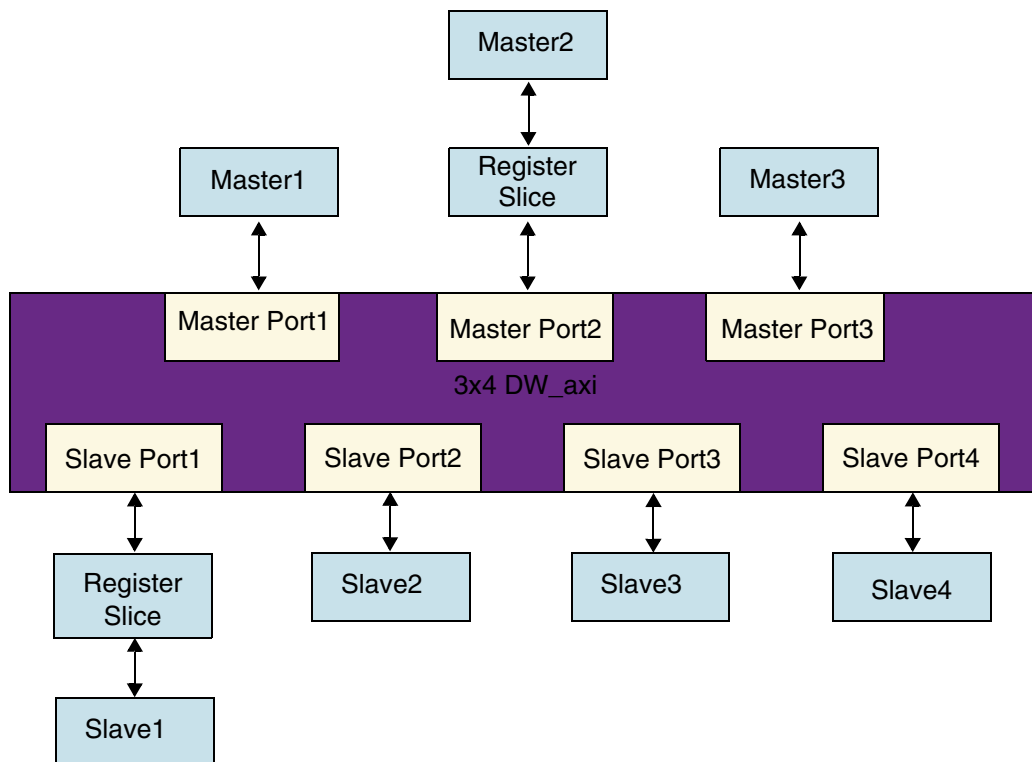 Master2
Master1
Register
Slice
Master3
Master Port1
Master Port2
Master Port3
3x4 DW_axi
Slave Port1
Slave Port2
Slave Port3
Slave Port4
Register
Slice
Slave2
Slave3
Slave4
Slave1